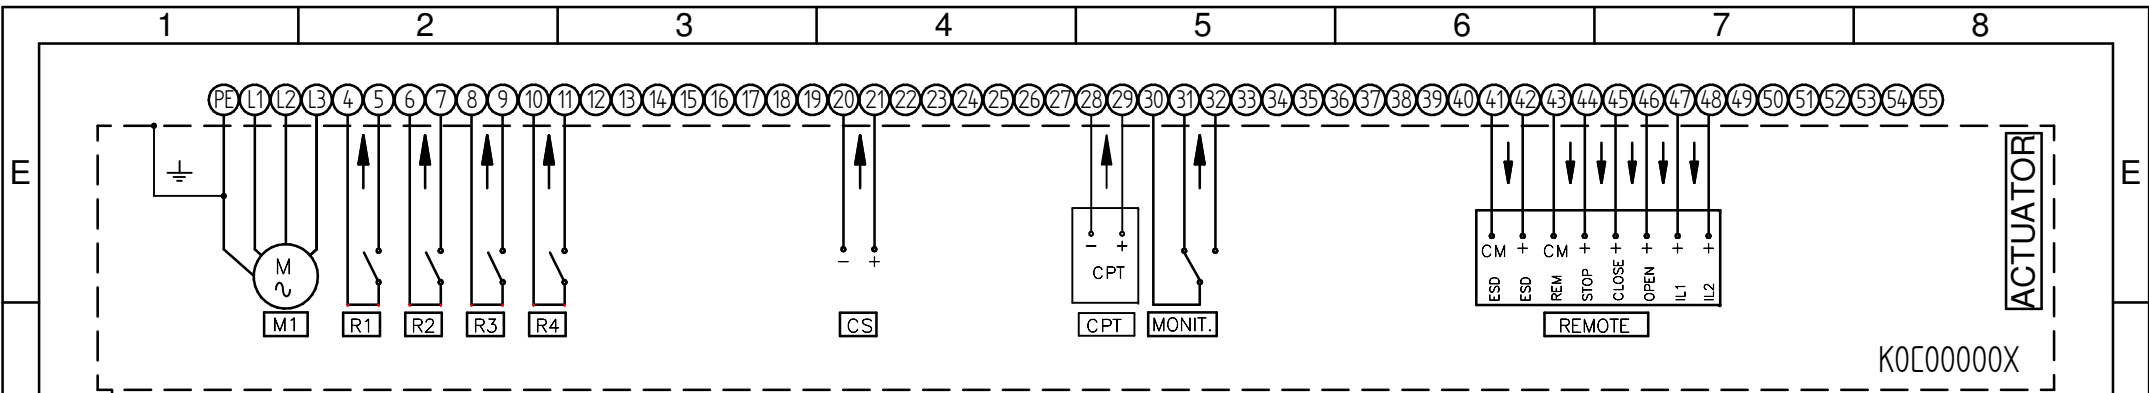 1 2 3 4 5 6 7 8
PE L1 L2 L3 4 5 6 7 8 9 10 11 12 13 14 15 16 17 18 19 20 21 22 23 24 25 26 27 28 29 30 31 32 33 34 35 36 37 38 39 40 41 42 43 44 45 46 47 48 49 50 51 52 53 54 55
E E
ACTUATOR
- +
- +
CM + CM + + + + +
M
CPT
ESD ESD REM STOP CLOSE OPEN IL1 IL2
M1 R1 R2 R3 R4 CS CPT MONIT. REMOTE
K0C00000X